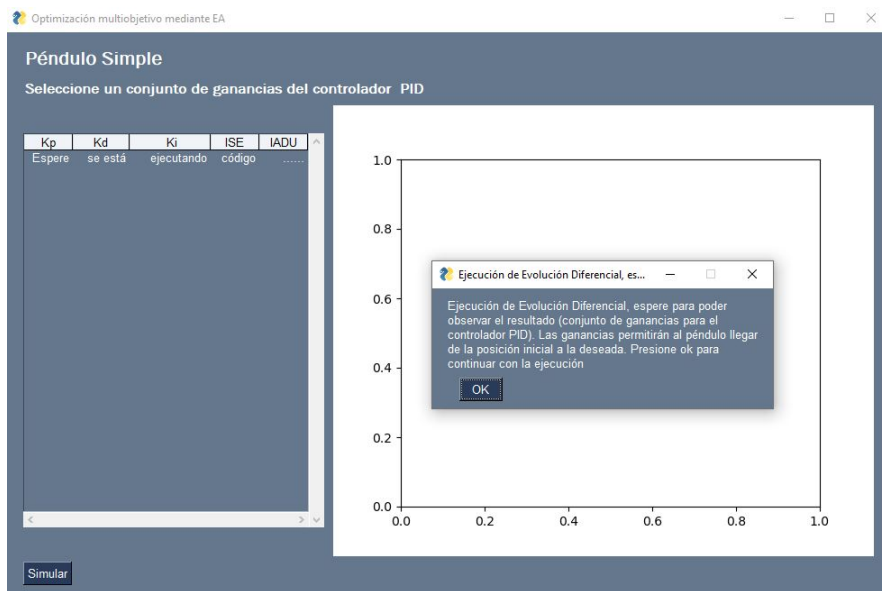 Optimización multiobjetivo mediante EA
Péndulo Simple
Seleccione un conjunto de ganancias del controlador PID
Kp Kd Ki ISE IADU
Espere se está ejecutando código ......
1.0
0.8
0.6
0.4
0.2
0.0
0.0 0.2 0.4 0.6 0.8 1.0
Ejecución de Evolución Diferencial, es...
Ejecución de Evolución Diferencial, espere para poder
observar el resultado (conjunto de ganancias para el
controlador PID). Las ganancias permitirán al péndulo llegar
de la posición inicial a la deseada. Presione ok para
continuar con la ejecución
OK
Simular